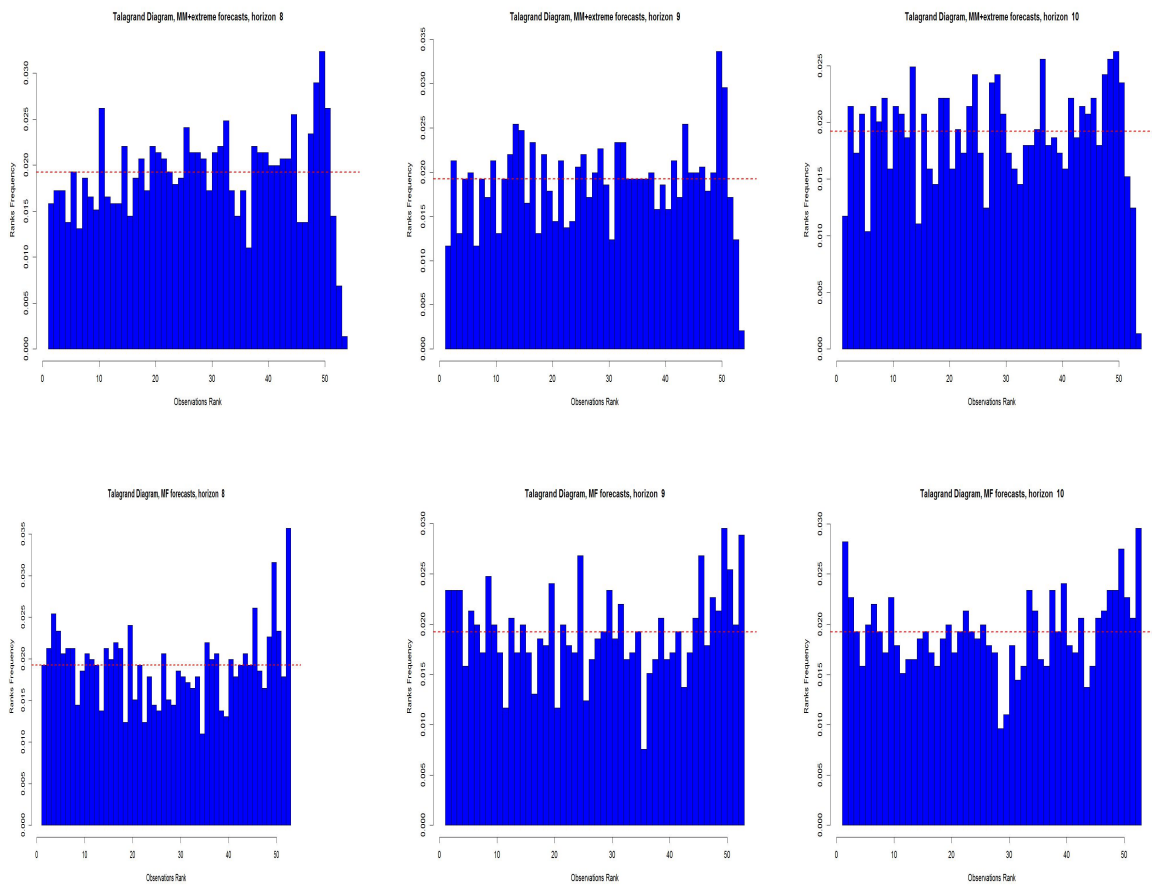 Talagrand Diagram, MM+extreme forecasts, horizon 8
Ranks Frequency
0.000 0.005 0.010 0.015 0.020 0.025 0.030
0 10 20 30 40 50
Observations Rank
Talagrand Diagram, MM+extreme forecasts, horizon 9
Ranks Frequency
0.000 0.005 0.010 0.015 0.020 0.025 0.030 0.035
0 10 20 30 40 50
Observations Rank
Talagrand Diagram, MM+extreme forecasts, horizon 10
Ranks Frequency
0.000 0.005 0.010 0.015 0.020 0.025
0 10 20 30 40 50
Observations Rank
Talagrand Diagram, MF forecasts, horizon 8
Ranks Frequency
0.000 0.005 0.010 0.015 0.020 0.025 0.030 0.035
0 10 20 30 40 50
Observations Rank
Talagrand Diagram, MF forecasts, horizon 9
Ranks Frequency
0.000 0.005 0.010 0.015 0.020 0.025 0.030
0 10 20 30 40 50
Observations Rank
Talagrand Diagram, MF forecasts, horizon 10
Ranks Frequency
0.000 0.005 0.010 0.015 0.020 0.025 0.030
0 10 20 30 40 50
Observations Rank